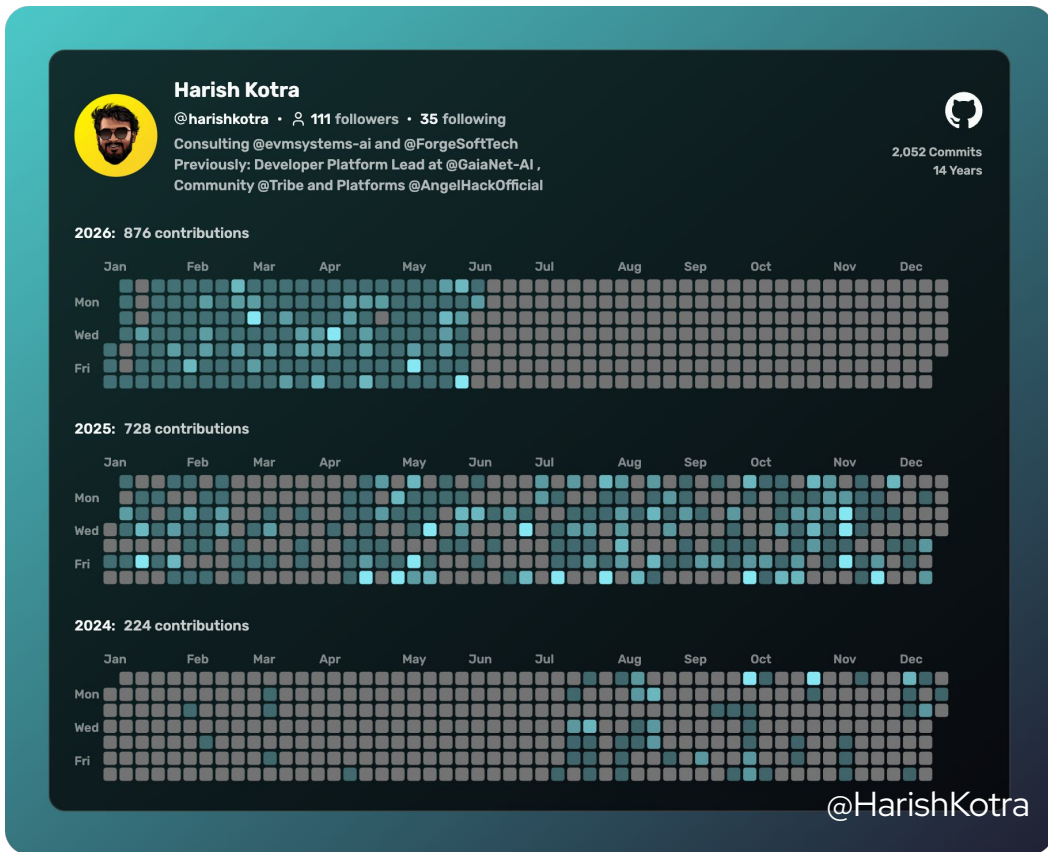 Harish Kotra
@harishkotra • 111 followers • 35 following
Consulting @evmsystems-ai and @ForgeSoftTech
Previously: Developer Platform Lead at @GaiaNet-AI ,
Community @Tribe and Platforms @AngelHackOfficial
2,052 Commits
14 Years
2026: 876 contributions
Jan Feb Mar Apr May Jun Jul Aug Sep Oct Nov Dec
Mon
Wed
Fri
2025: 728 contributions
Jan Feb Mar Apr May Jun Jul Aug Sep Oct Nov Dec
Mon
Wed
Fri
2024: 224 contributions
Jan Feb Mar Apr May Jun Jul Aug Sep Oct Nov Dec
Mon
Wed
Fri
@HarishKotra